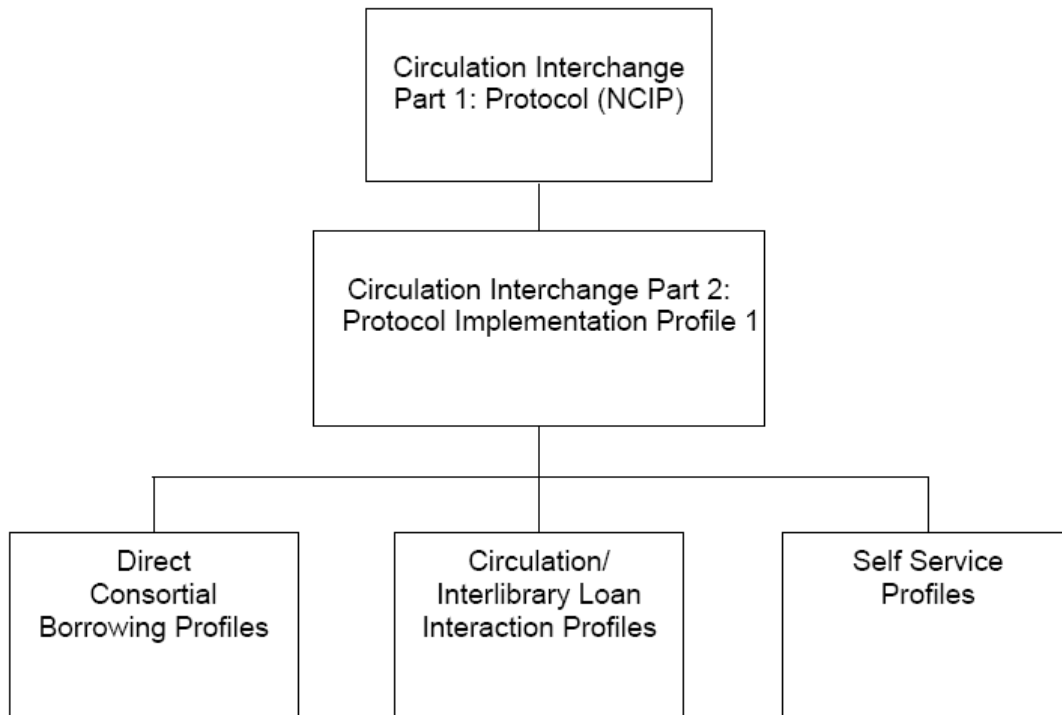 Circulation Interchange
Part 1: Protocol (NCIP)
Circulation Interchange Part 2:
Protocol Implementation Profile 1
Direct
Consortial
Borrowing Profiles
Circulation/
Interlibrary Loan
Interaction Profiles
Self Service
Profiles